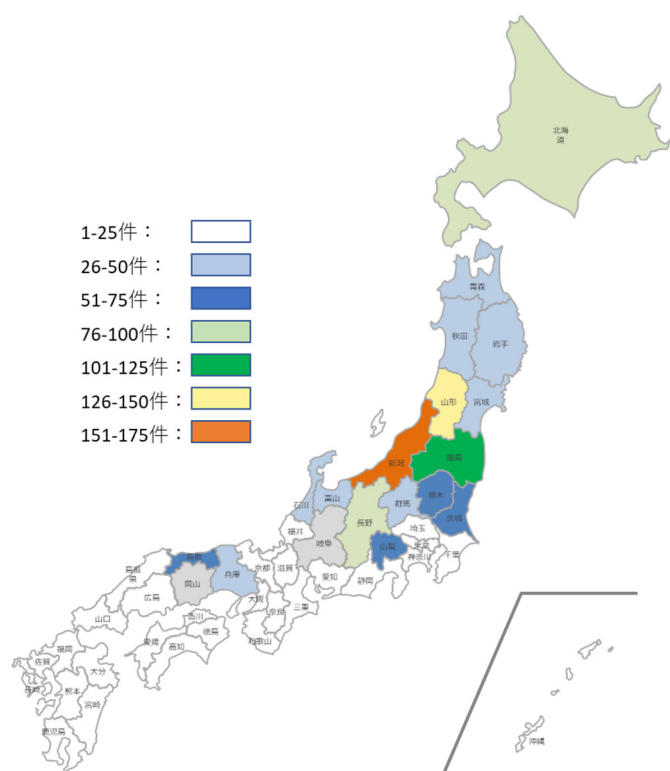 北海
道
1-25件：
26-50件：
51-75件：
76-100件：
101-125件：
126-150件：
151-175件：
青森
秋田
岩手
山形
宮城
新潟
福島
石川
富山
群馬
栃木
茨城
福井
長野
埼玉
岐阜
山梨
東京
千葉
神奈川
島根
県
鳥取
兵庫
京都
滋賀
愛知
静岡
岡山
広島
大阪
奈良
三重
山口
香川
徳島
和歌山
愛媛
高知
福岡
佐賀
大分
長崎
熊本
宮崎
鹿児島
沖縄